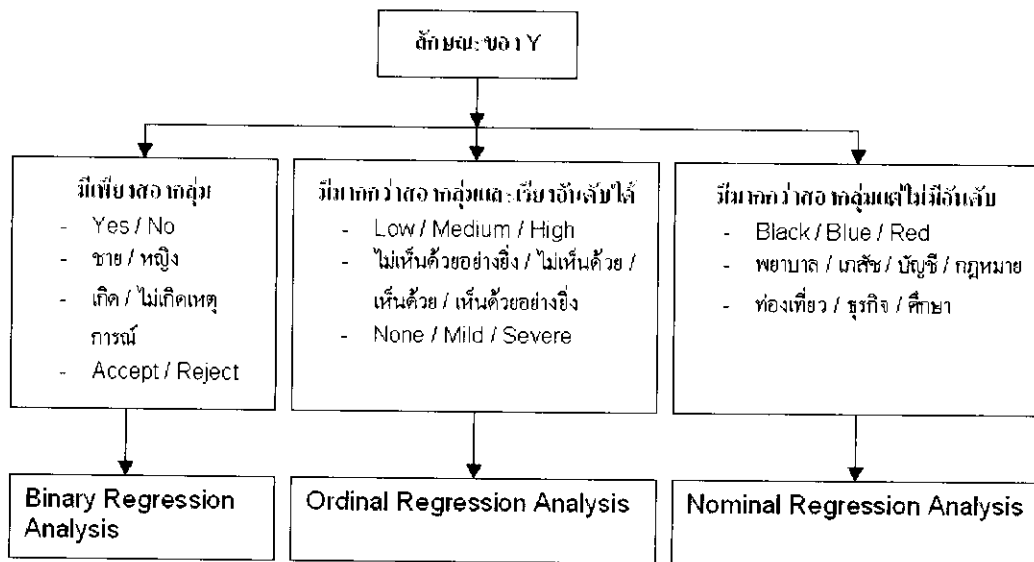 ลักษณะของ Y
มีเพียงสองกลุ่ม
- Yes / No
- ชาย / หญิง
- เกิด / ไม่เกิดเหตุ
การณ์
- Accept / Reject
มีมากกว่าสองกลุ่มและเรียงอันดับได้
- Low / Medium / High
- ไม่เห็นด้วยอย่างยิ่ง / ไม่เห็นด้วย /
เห็นด้วย / เห็นด้วยอย่างยิ่ง
- None / Mild / Severe
มีมากกว่าสองกลุ่มแต่ไม่มีอันดับ
- Black / Blue / Red
- พยาบาล / เภสัช / บัญชี / กฎหมาย
- ท่องเที่ยว / ธุรกิจ / ศึกษา
Binary Regression
Analysis
Ordinal Regression Analysis
Nominal Regression Analysis